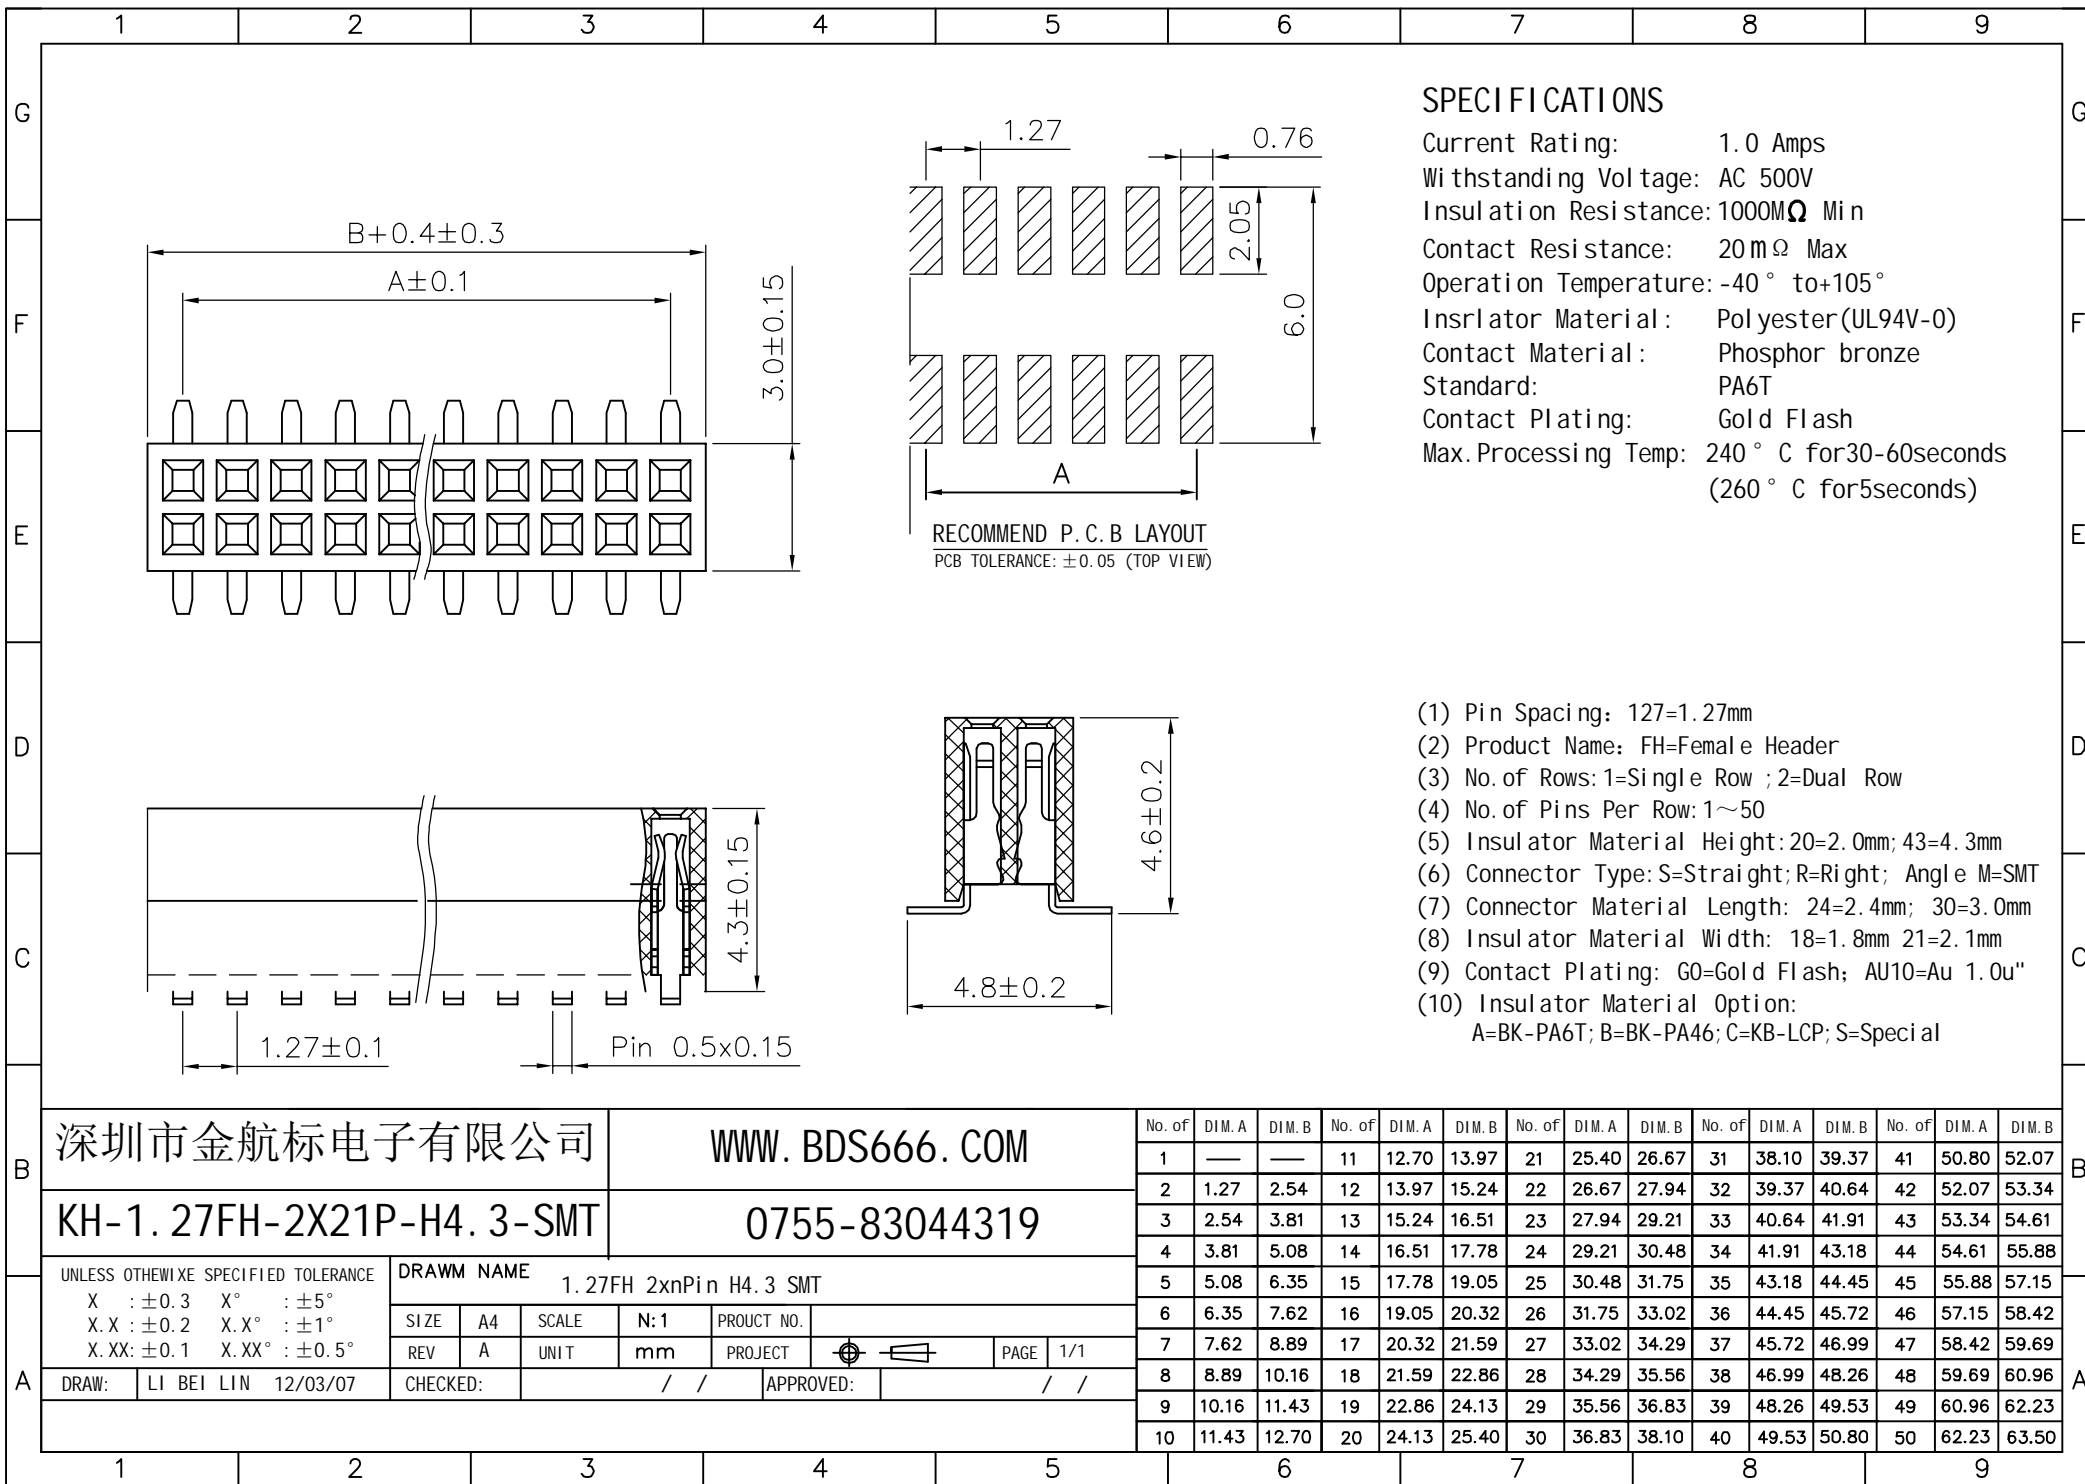 1 2 3 4 5 6 7 8 9
G G
F F
E E
D D
C C
B B
A A
B+0.4±0.3
A±0.1
3.0±0.15
1.27
0.76
2.05
6.0
A
RECOMMEND P.C.B LAYOUT
PCB TOLERANCE: ±0.05 (TOP VIEW)
SPECIFICATIONS
Current Rating: 1.0 Amps
Withstanding Voltage: AC 500V
Insulation Resistance: 1000MΩ Min
Contact Resistance: 20mΩ Max
Operation Temperature: -40° to+105°
Insrlator Material: Polyester(UL94V-0)
Contact Material: Phosphor bronze
Standard: PA6T
Contact Plating: Gold Flash
Max.Processing Temp: 240°C for30-60seconds
(260°C for5seconds)
4.3±0.15
1.27±0.1
Pin 0.5x0.15
4.6±0.2
4.8±0.2
(1) Pin Spacing: 127=1.27mm
(2) Product Name: FH=Female Header
(3) No.of Rows:1=Single Row ;2=Dual Row
(4) No.of Pins Per Row:1～50
(5) Insulator Material Height:20=2.0mm;43=4.3mm
(6) Connector Type:S=Straight;R=Right; Angle M=SMT
(7) Connector Material Length: 24=2.4mm; 30=3.0mm
(8) Insulator Material Width: 18=1.8mm 21=2.1mm
(9) Contact Plating: G0=Gold Flash; AU10=Au 1.0u"
(10) Insulator Material Option:
A=BK-PA6T;B=BK-PA46;C=KB-LCP;S=Special
深圳市金航标电子有限公司
WWW.BDS666.COM
KH-1.27FH-2X21P-H4.3-SMT
0755-83044319
UNLESS OTHEWIXE SPECIFIED TOLERANCE
X :±0.3 X° :±5°
X.X :±0.2 X.X° :±1°
X.XX:±0.1 X.XX° :±0.5°
DRAWM NAME 1.27FH 2xnPin H4.3 SMT
SIZE A4 SCALE N:1 PROUCT NO.
REV A UNIT mm PROJECT PAGE 1/1
DRAW: LI BEI LIN 12/03/07 CHECKED: / / APPROVED: / /
No.of DIM.A DIM.B No.of DIM.A DIM.B No.of DIM.A DIM.B No.of DIM.A DIM.B No.of DIM.A DIM.B
1 — — 11 12.70 13.97 21 25.40 26.67 31 38.10 39.37 41 50.80 52.07
2 1.27 2.54 12 13.97 15.24 22 26.67 27.94 32 39.37 40.64 42 52.07 53.34
3 2.54 3.81 13 15.24 16.51 23 27.94 29.21 33 40.64 41.91 43 53.34 54.61
4 3.81 5.08 14 16.51 17.78 24 29.21 30.48 34 41.91 43.18 44 54.61 55.88
5 5.08 6.35 15 17.78 19.05 25 30.48 31.75 35 43.18 44.45 45 55.88 57.15
6 6.35 7.62 16 19.05 20.32 26 31.75 33.02 36 44.45 45.72 46 57.15 58.42
7 7.62 8.89 17 20.32 21.59 27 33.02 34.29 37 45.72 46.99 47 58.42 59.69
8 8.89 10.16 18 21.59 22.86 28 34.29 35.56 38 46.99 48.26 48 59.69 60.96
9 10.16 11.43 19 22.86 24.13 29 35.56 36.83 39 48.26 49.53 49 60.96 62.23
10 11.43 12.70 20 24.13 25.40 30 36.83 38.10 40 49.53 50.80 50 62.23 63.50
1 2 3 4 5 6 7 8 9